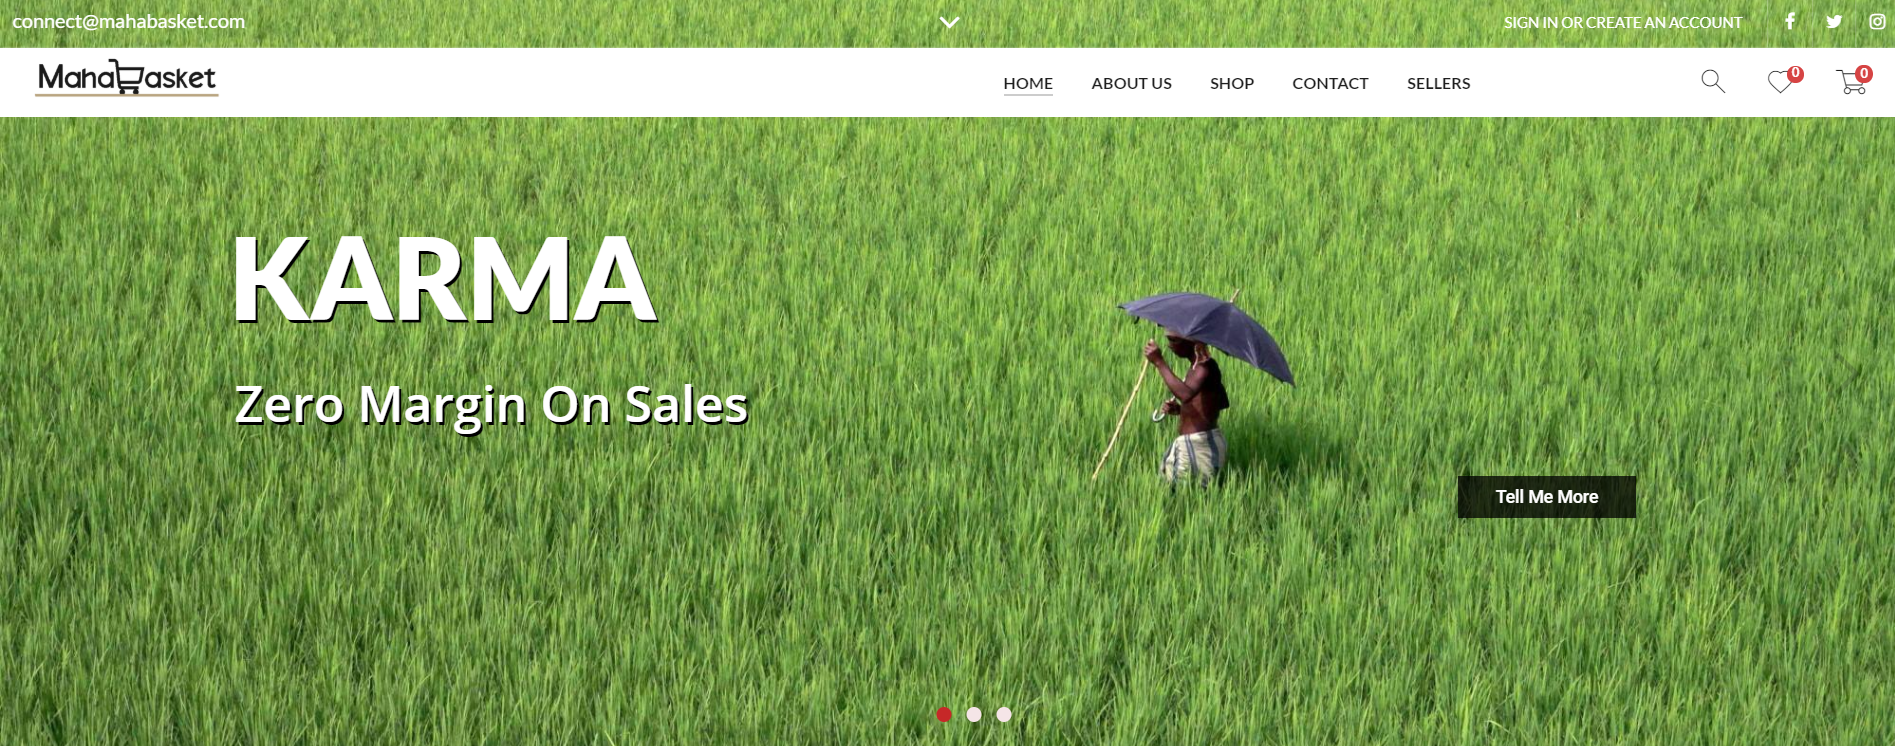 connect@mahabasket.com
SIGN IN OR CREATE AN ACCOUNT
MahaBasket
HOME ABOUT US SHOP CONTACT SELLERS
0 0
KARMA
Zero Margin On Sales
Tell Me More